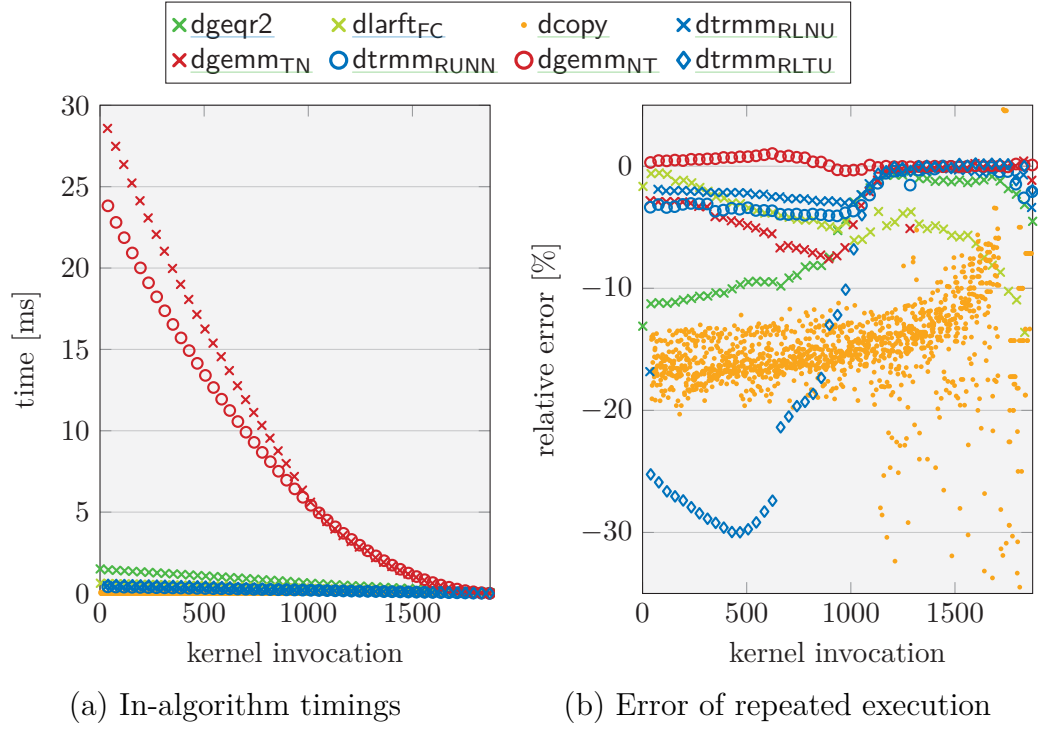 dgeqr2 dlarftFC dcopy dtrmmRLNU
dgemmTN dtrmmRUNN dgemmNT dtrmmRLTU
time [ms]
30
25
20
15
10
5
0
0 500 1000 1500
kernel invocation
(a) In-algorithm timings
relative error [%]
0
−10
−20
−30
0 500 1000 1500
kernel invocation
(b) Error of repeated execution